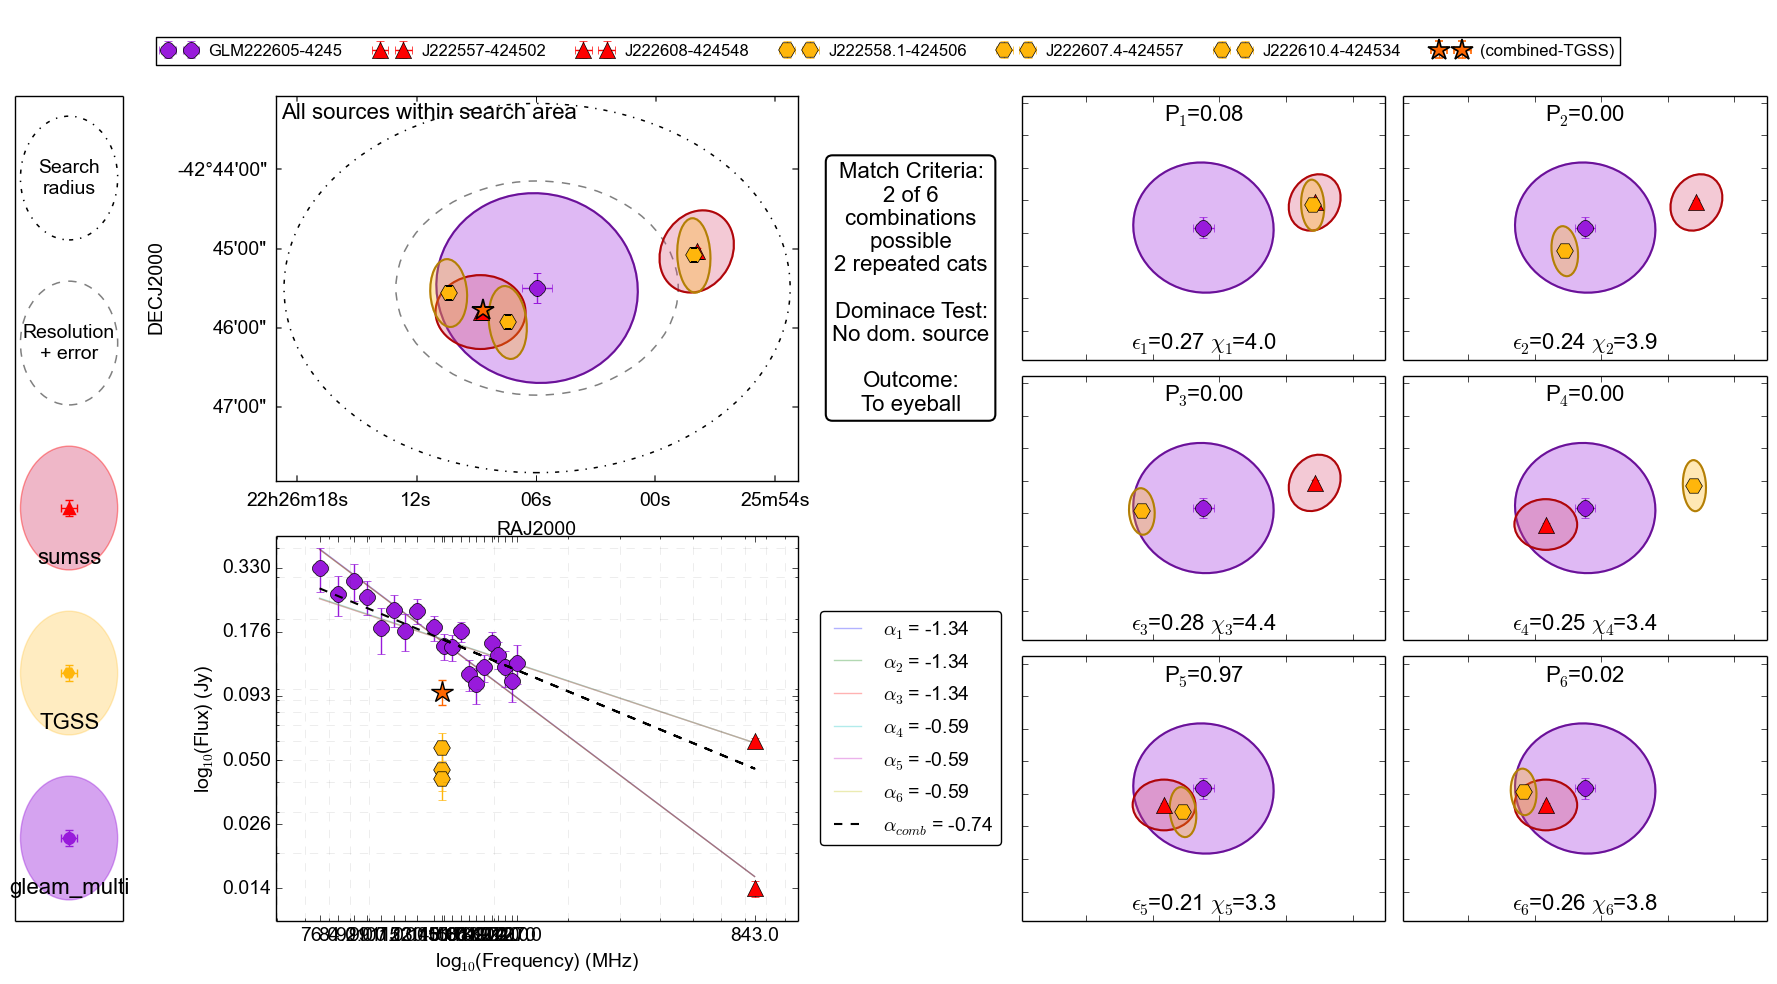 GLM222605-4245 J222557-424502 J222608-424548 J222558.1-424506 J222607.4-424557 J222610.4-424534 (combined-TGSS)
Search
radius
Resolution
+ error
sumss
TGSS
gleam_multi
All sources within search area
DECJ2000
-42°44'00"
45'00"
46'00"
47'00"
22h26m18s 12s 06s 00s 25m54s
RAJ2000
Match Criteria:
2 of 6
combinations
possible
2 repeated cats
Dominace Test:
No dom. source
Outcome:
To eyeball
log₁₀(Flux) (Jy)
0.330
0.176
0.093
0.050
0.026
0.014
843.0
log₁₀(Frequency) (MHz)
α₁ = -1.34
α₂ = -1.34
α₃ = -1.34
α₄ = -0.59
α₅ = -0.59
α₆ = -0.59
α_comb = -0.74
P₁=0.08
ϵ₁=0.27 χ₁=4.0
P₂=0.00
ϵ₂=0.24 χ₂=3.9
P₃=0.00
ϵ₃=0.28 χ₃=4.4
P₄=0.00
ϵ₄=0.25 χ₄=3.4
P₅=0.97
ϵ₅=0.21 χ₅=3.3
P₆=0.02
ϵ₆=0.26 χ₆=3.8